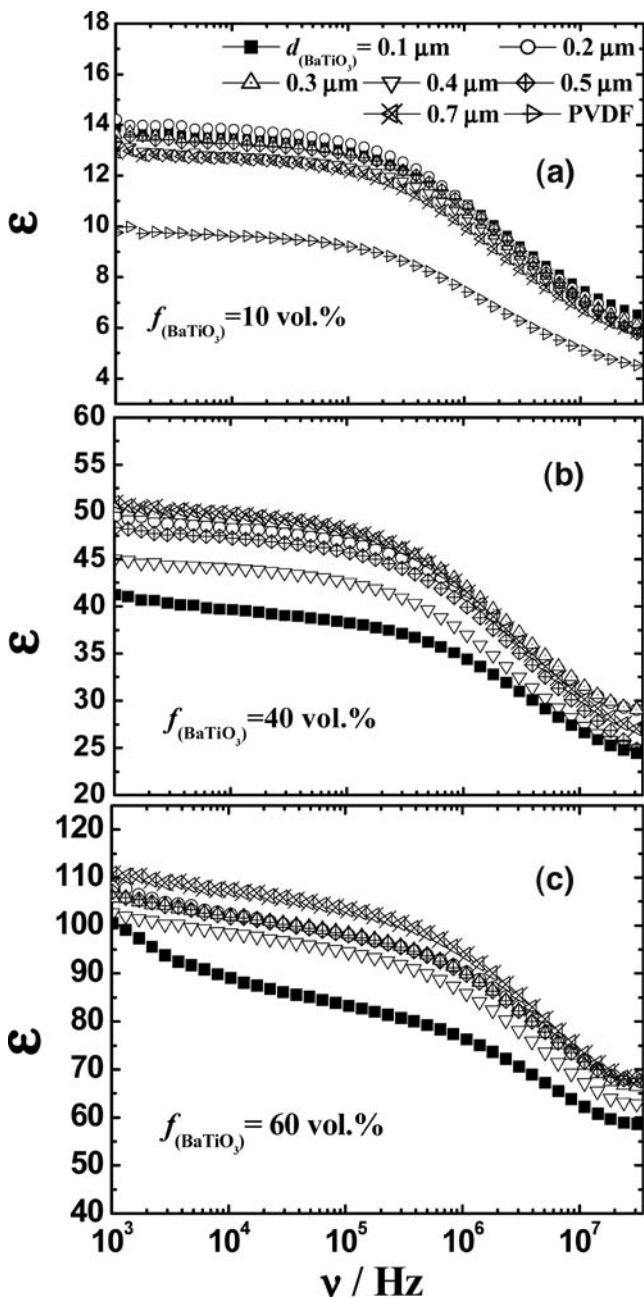 d(BaTiO3)= 0.1 μm 0.2 μm
0.3 μm 0.4 μm 0.5 μm
0.7 μm PVDF
18
16
14
12
10
8
6
4
ε
(a)
f(BaTiO3)=10 vol.%
60
55
50
45
40
35
30
25
20
ε
(b)
f(BaTiO3)=40 vol.%
110
120
100
90
80
70
60
50
40
ε
(c)
f(BaTiO3)= 60 vol.%
10^3 10^4 10^5 10^6 10^7
ν / Hz